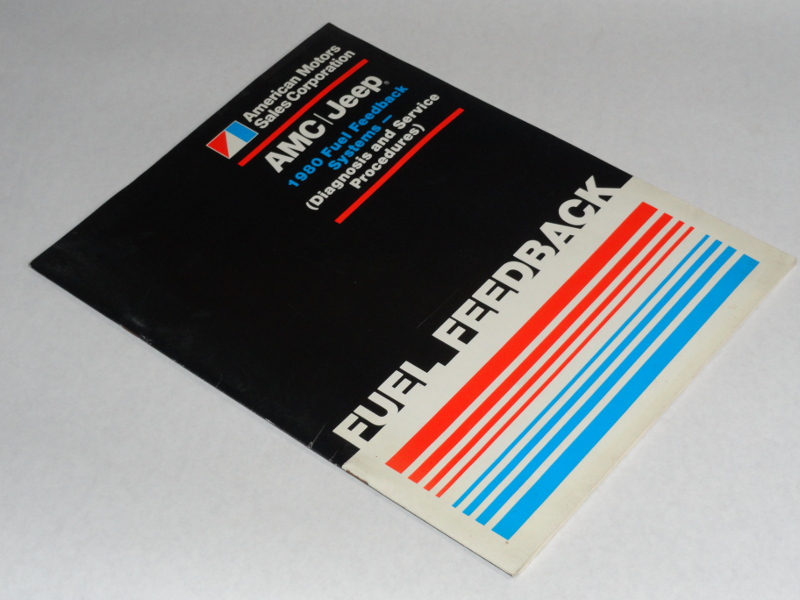 American Motors
Sales Corporation
AMC|Jeep®
1980 Fuel Feedback
Systems —
(Diagnosis and Service
Procedures)
FUEL FEEDBACK